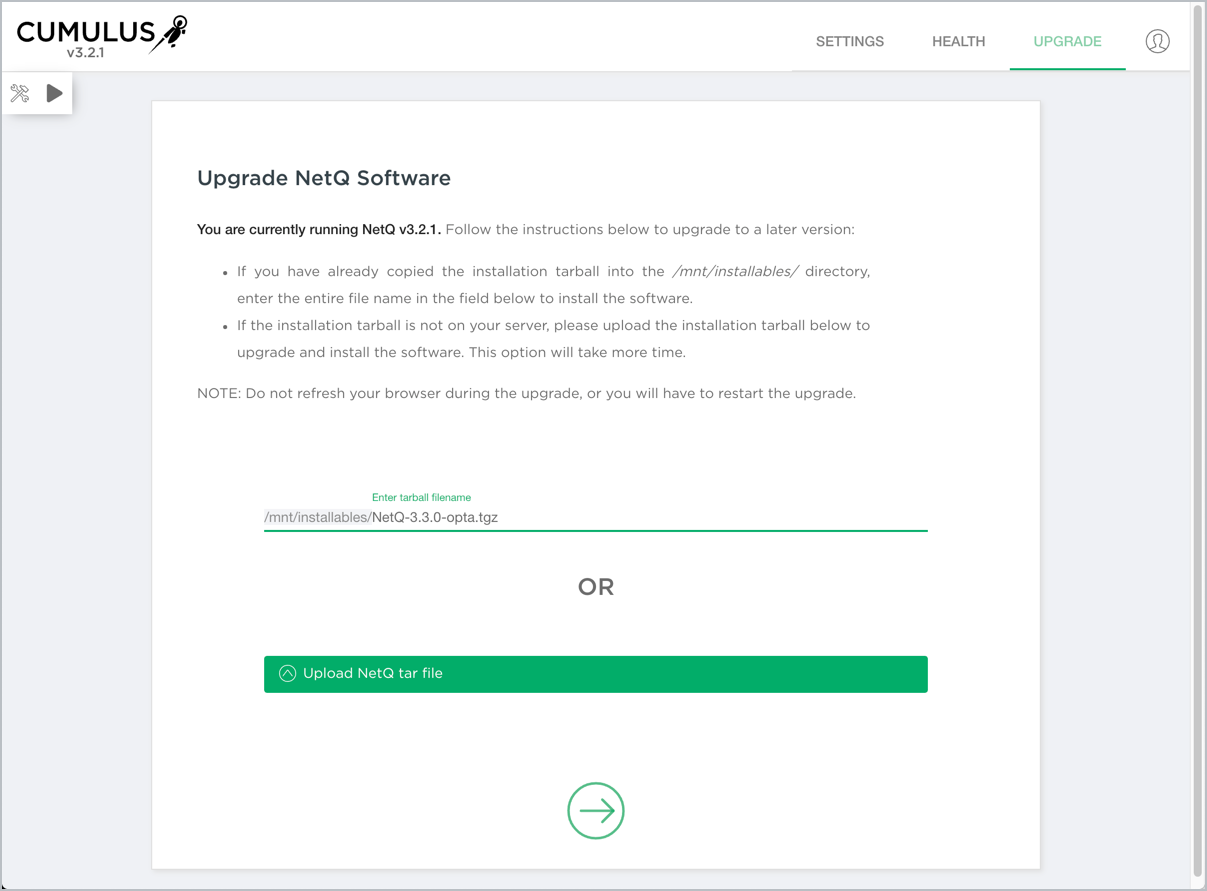 CUMULUS
v3.2.1
SETTINGS HEALTH UPGRADE
Upgrade NetQ Software
You are currently running NetQ v3.2.1. Follow the instructions below to upgrade to a later version:
• If you have already copied the installation tarball into the /mnt/installables/ directory,
enter the entire file name in the field below to install the software.
• If the installation tarball is not on your server, please upload the installation tarball below to
upgrade and install the software. This option will take more time.
NOTE: Do not refresh your browser during the upgrade, or you will have to restart the upgrade.
Enter tarball filename
/mnt/installables/NetQ-3.3.0-opta.tgz
OR
Upload NetQ tar file